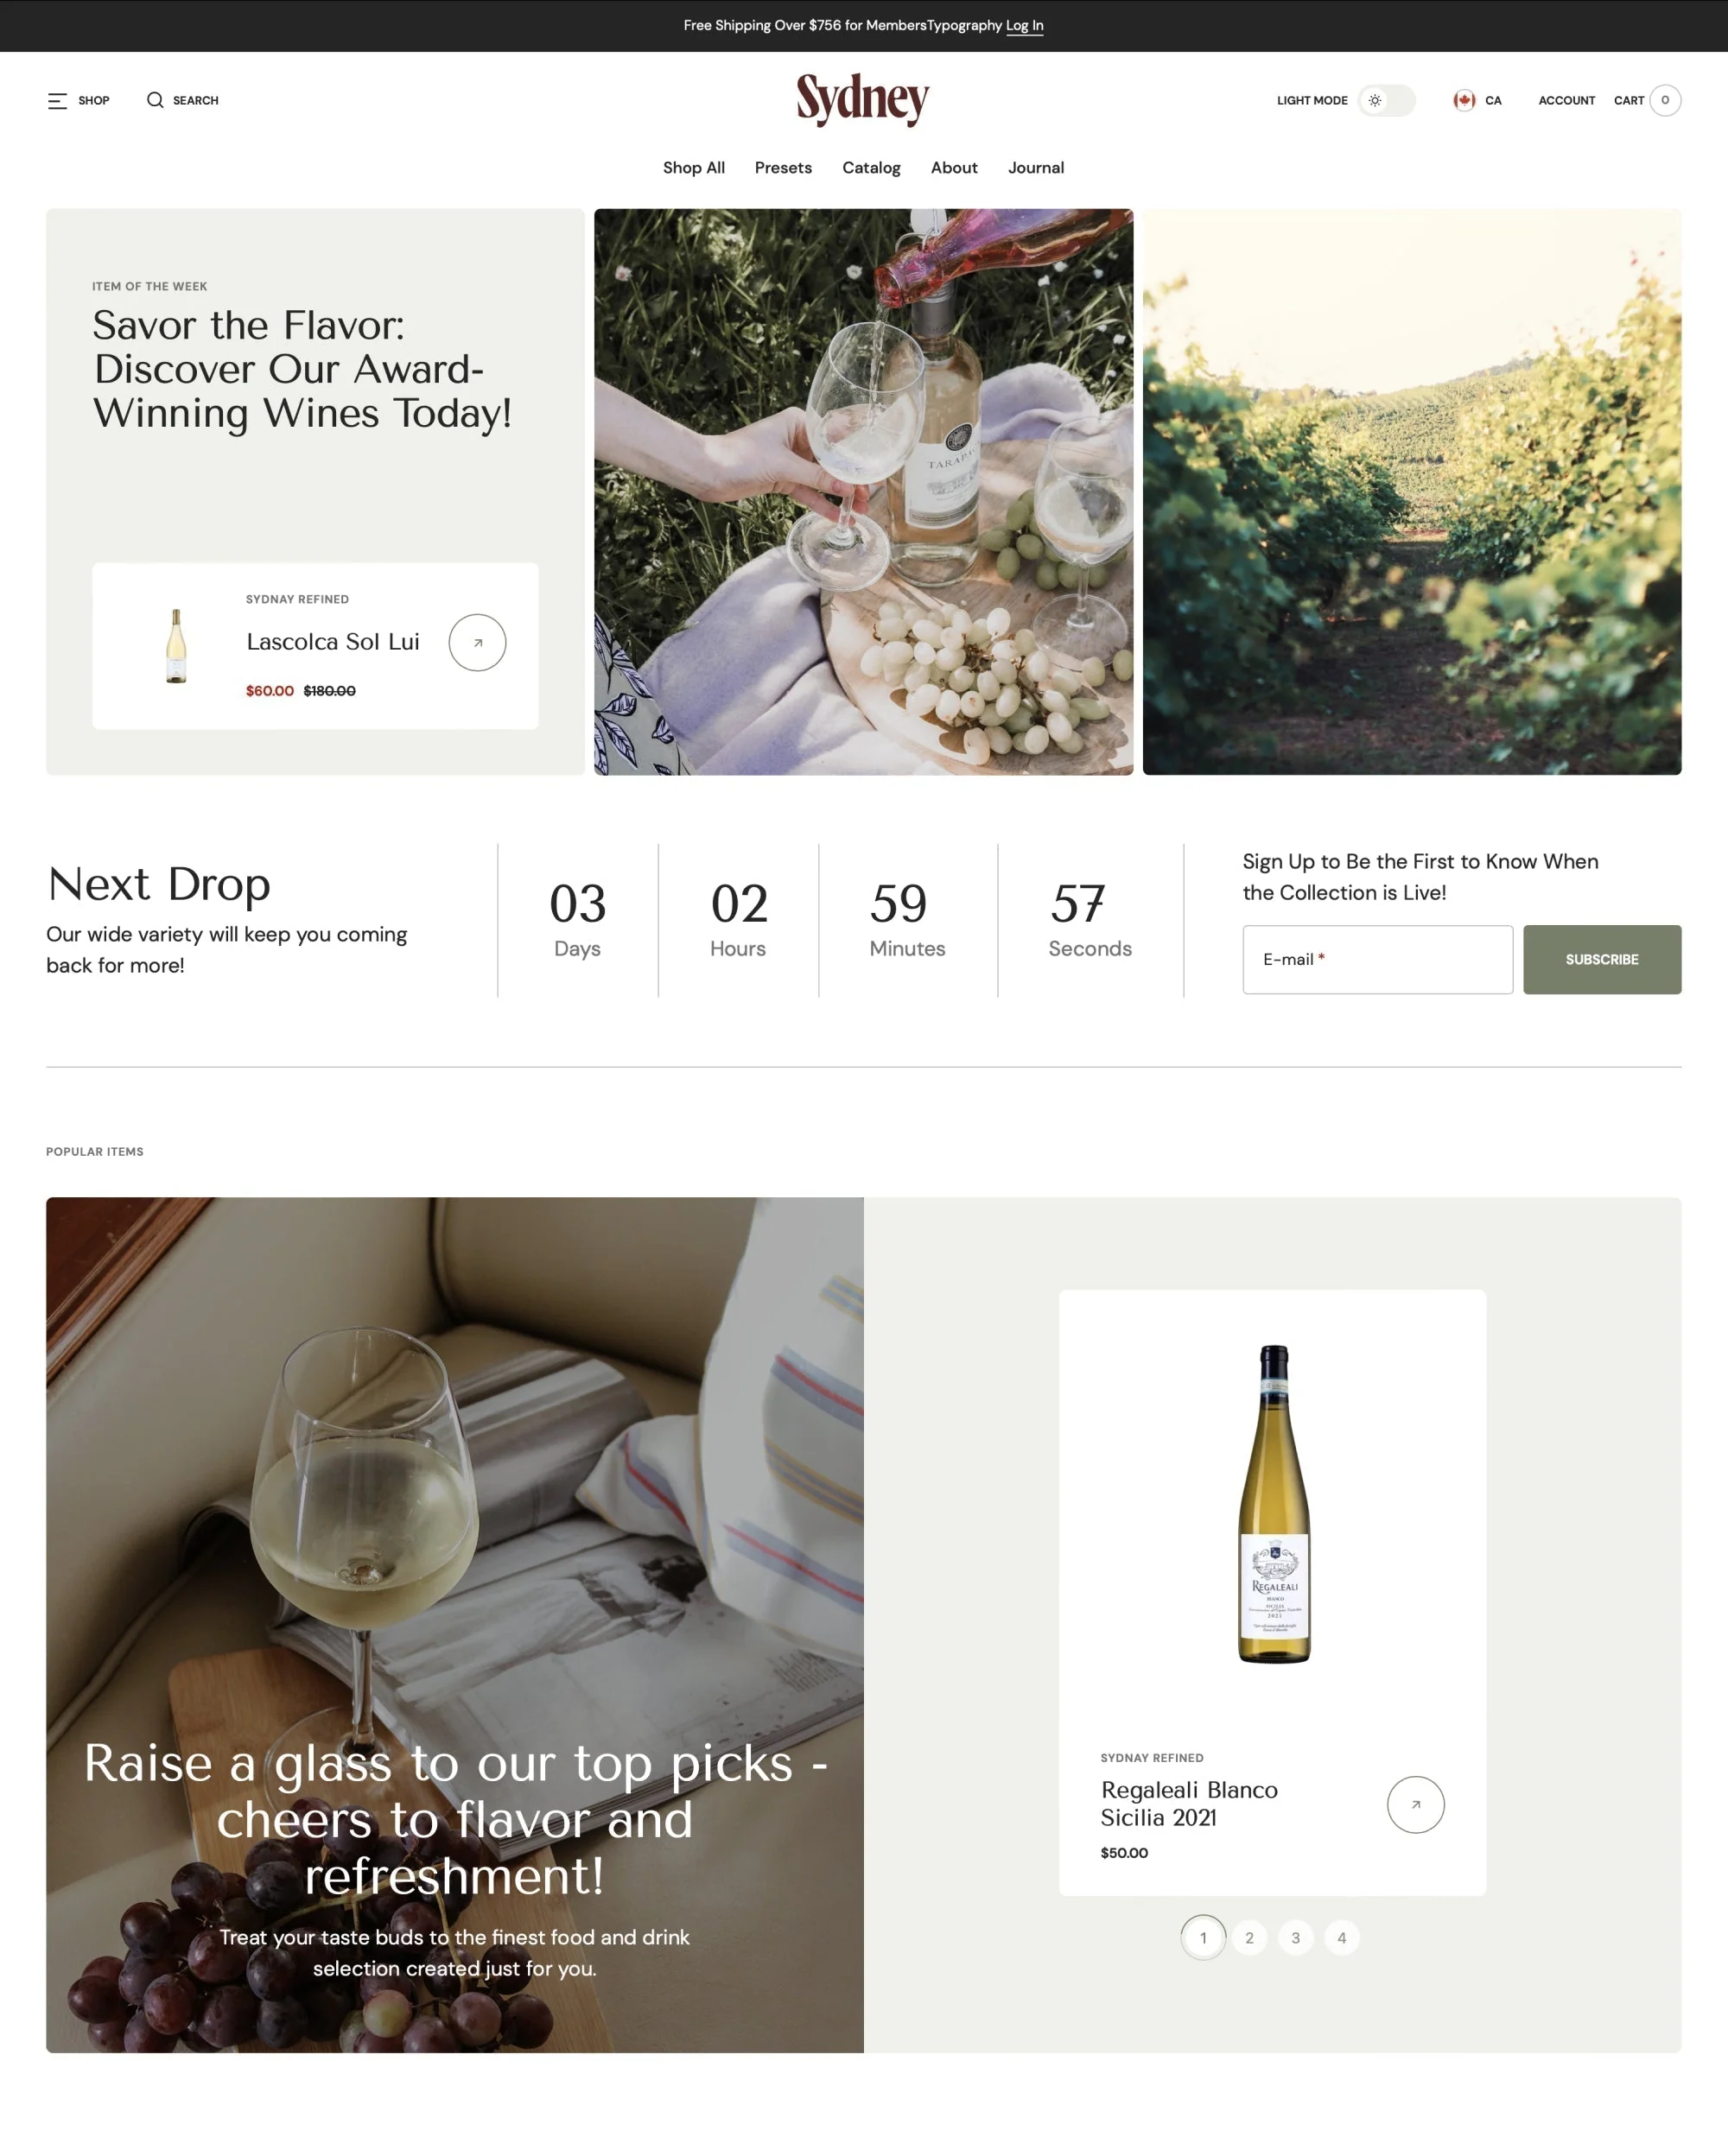 Free Shipping Over $756 for MembersTypography Log In
SHOP
SEARCH
Sydney
LIGHT MODE
CA
ACCOUNT
CART 0
Shop All Presets Catalog About Journal
ITEM OF THE WEEK
Savor the Flavor:
Discover Our Award-
Winning Wines Today!
SYDNAY REFINED
Lascolca Sol Lui
$60.00 $180.00
Next Drop
Our wide variety will keep you coming
back for more!
03
Days
02
Hours
59
Minutes
57
Seconds
Sign Up to Be the First to Know When
the Collection is Live!
E-mail *
SUBSCRIBE
POPULAR ITEMS
Raise a glass to our top picks -
cheers to flavor and
refreshment!
Treat your taste buds to the finest food and drink
selection created just for you.
REGALEALI
BIANCO
SICILIA
2021
SYDNAY REFINED
Regaleali Blanco
Sicilia 2021
$50.00
1 2 3 4